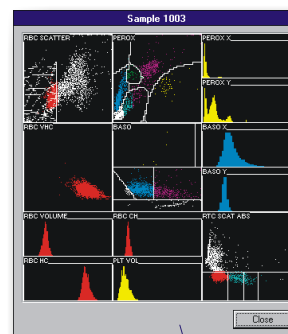 Sample 1003
RBC SCATTER PEROX PEROX X
PEROX Y
RBC VHC BASO BASO X
BASO Y
RBC VOLUME RBC CH RTC SCAT ABS
RBC HC PLT VOL
Close